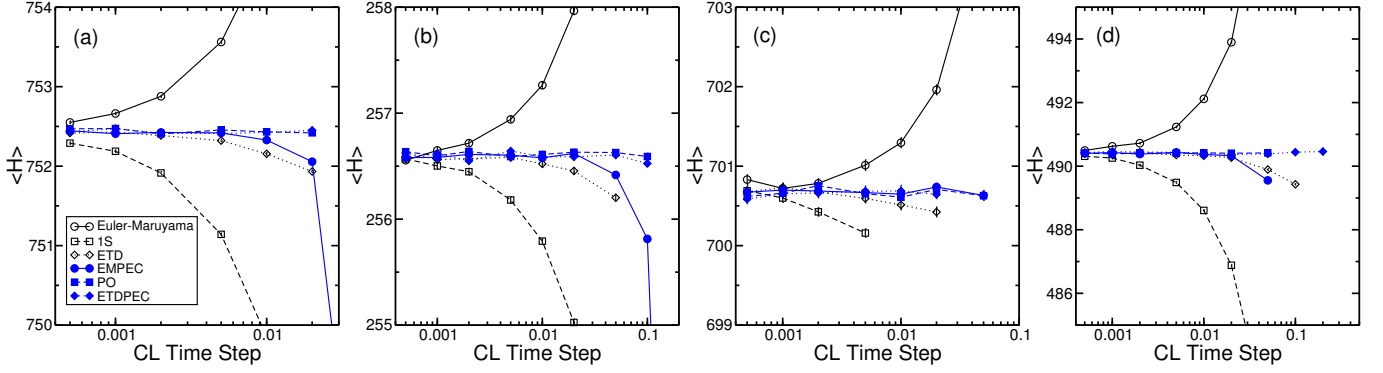 (a)
<H>
754
753
752
751
750
0.001
0.01
CL Time Step
Euler-Maruyama
1S
ETD
EMPEC
PO
ETDPEC
(b)
<H>
258
257
256
255
0.001
0.01
0.1
CL Time Step
(c)
<H>
703
702
701
700
699
0.001
0.01
0.1
CL Time Step
(d)
<H>
494
492
490
488
486
0.001
0.01
0.1
CL Time Step